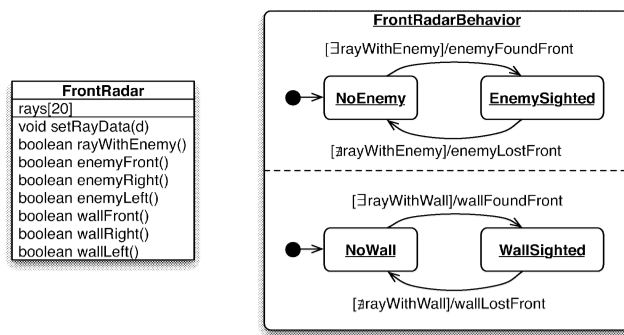 FrontRadar
rays[20]
void setRayData(d)
boolean rayWithEnemy()
boolean enemyFront()
boolean enemyRight()
boolean enemyLeft()
boolean wallFront()
boolean wallRight()
boolean wallLeft()
FrontRadarBehavior
[∃rayWithEnemy]/enemyFoundFront
NoEnemy
EnemySighted
[∄rayWithEnemy]/enemyLostFront
[∃rayWithWall]/wallFoundFront
NoWall
WallSighted
[∄rayWithWall]/wallLostFront